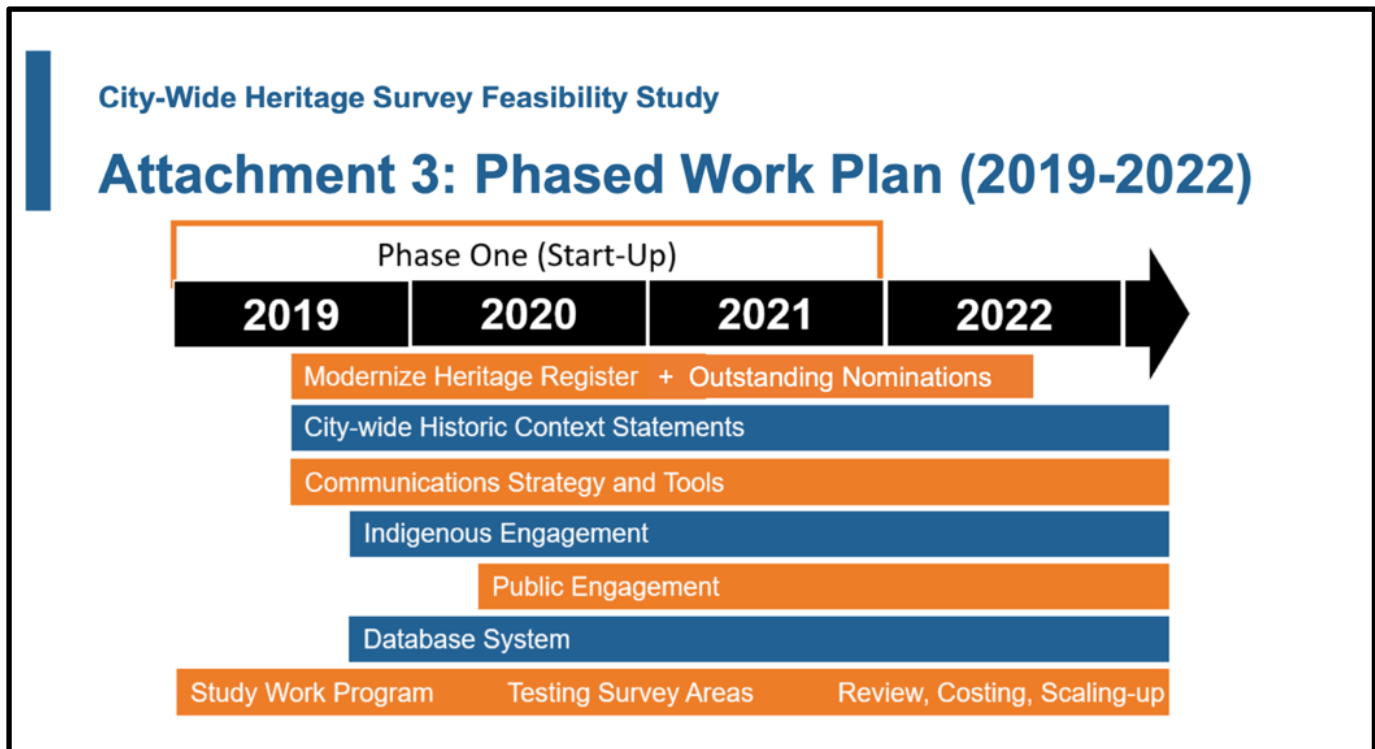 City-Wide Heritage Survey Feasibility Study
Attachment 3: Phased Work Plan (2019-2022)
Phase One (Start-Up)
2019 2020 2021 2022
Modernize Heritage Register + Outstanding Nominations
City-wide Historic Context Statements
Communications Strategy and Tools
Indigenous Engagement
Public Engagement
Database System
Study Work Program Testing Survey Areas Review, Costing, Scaling-up